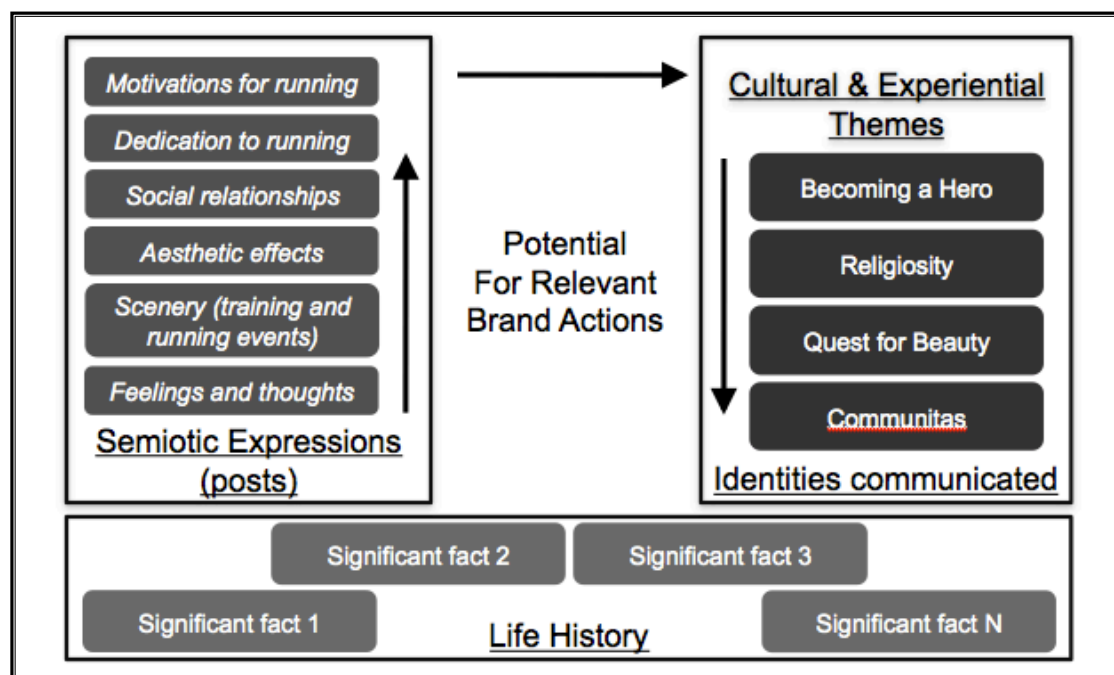 Motivations for running
Dedication to running
Social relationships
Aesthetic effects
Scenery (training and
running events)
Feelings and thoughts
Semiotic Expressions
(posts)
Potential
For Relevant
Brand Actions
Cultural & Experiential
Themes
Becoming a Hero
Religiosity
Quest for Beauty
Communitas
Identities communicated
Significant fact 2
Significant fact 3
Significant fact 1
Life History
Significant fact N